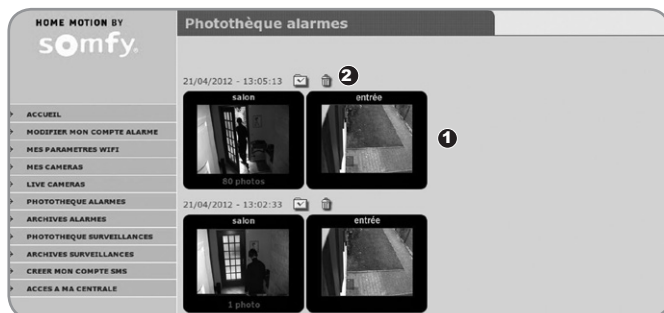 HOME MOTION BY
somfy.
Photothèque alarmes
21/04/2012 - 13:05:13
2
salon
entrée
80 photos
1
21/04/2012 - 13:02:33
salon
entrée
1 photo
ACCUEIL
MODIFIER MON COMPTE ALARME
MES PARAMETRES WIFI
MES CAMERAS
LIVE CAMERAS
PHOTOTHEQUE ALARMES
ARCHIVES ALARMES
PHOTOTHEQUE SURVEILLANCES
ARCHIVES SURVEILLANCES
CREER MON COMPTE SMS
ACCES A MA CENTRALE